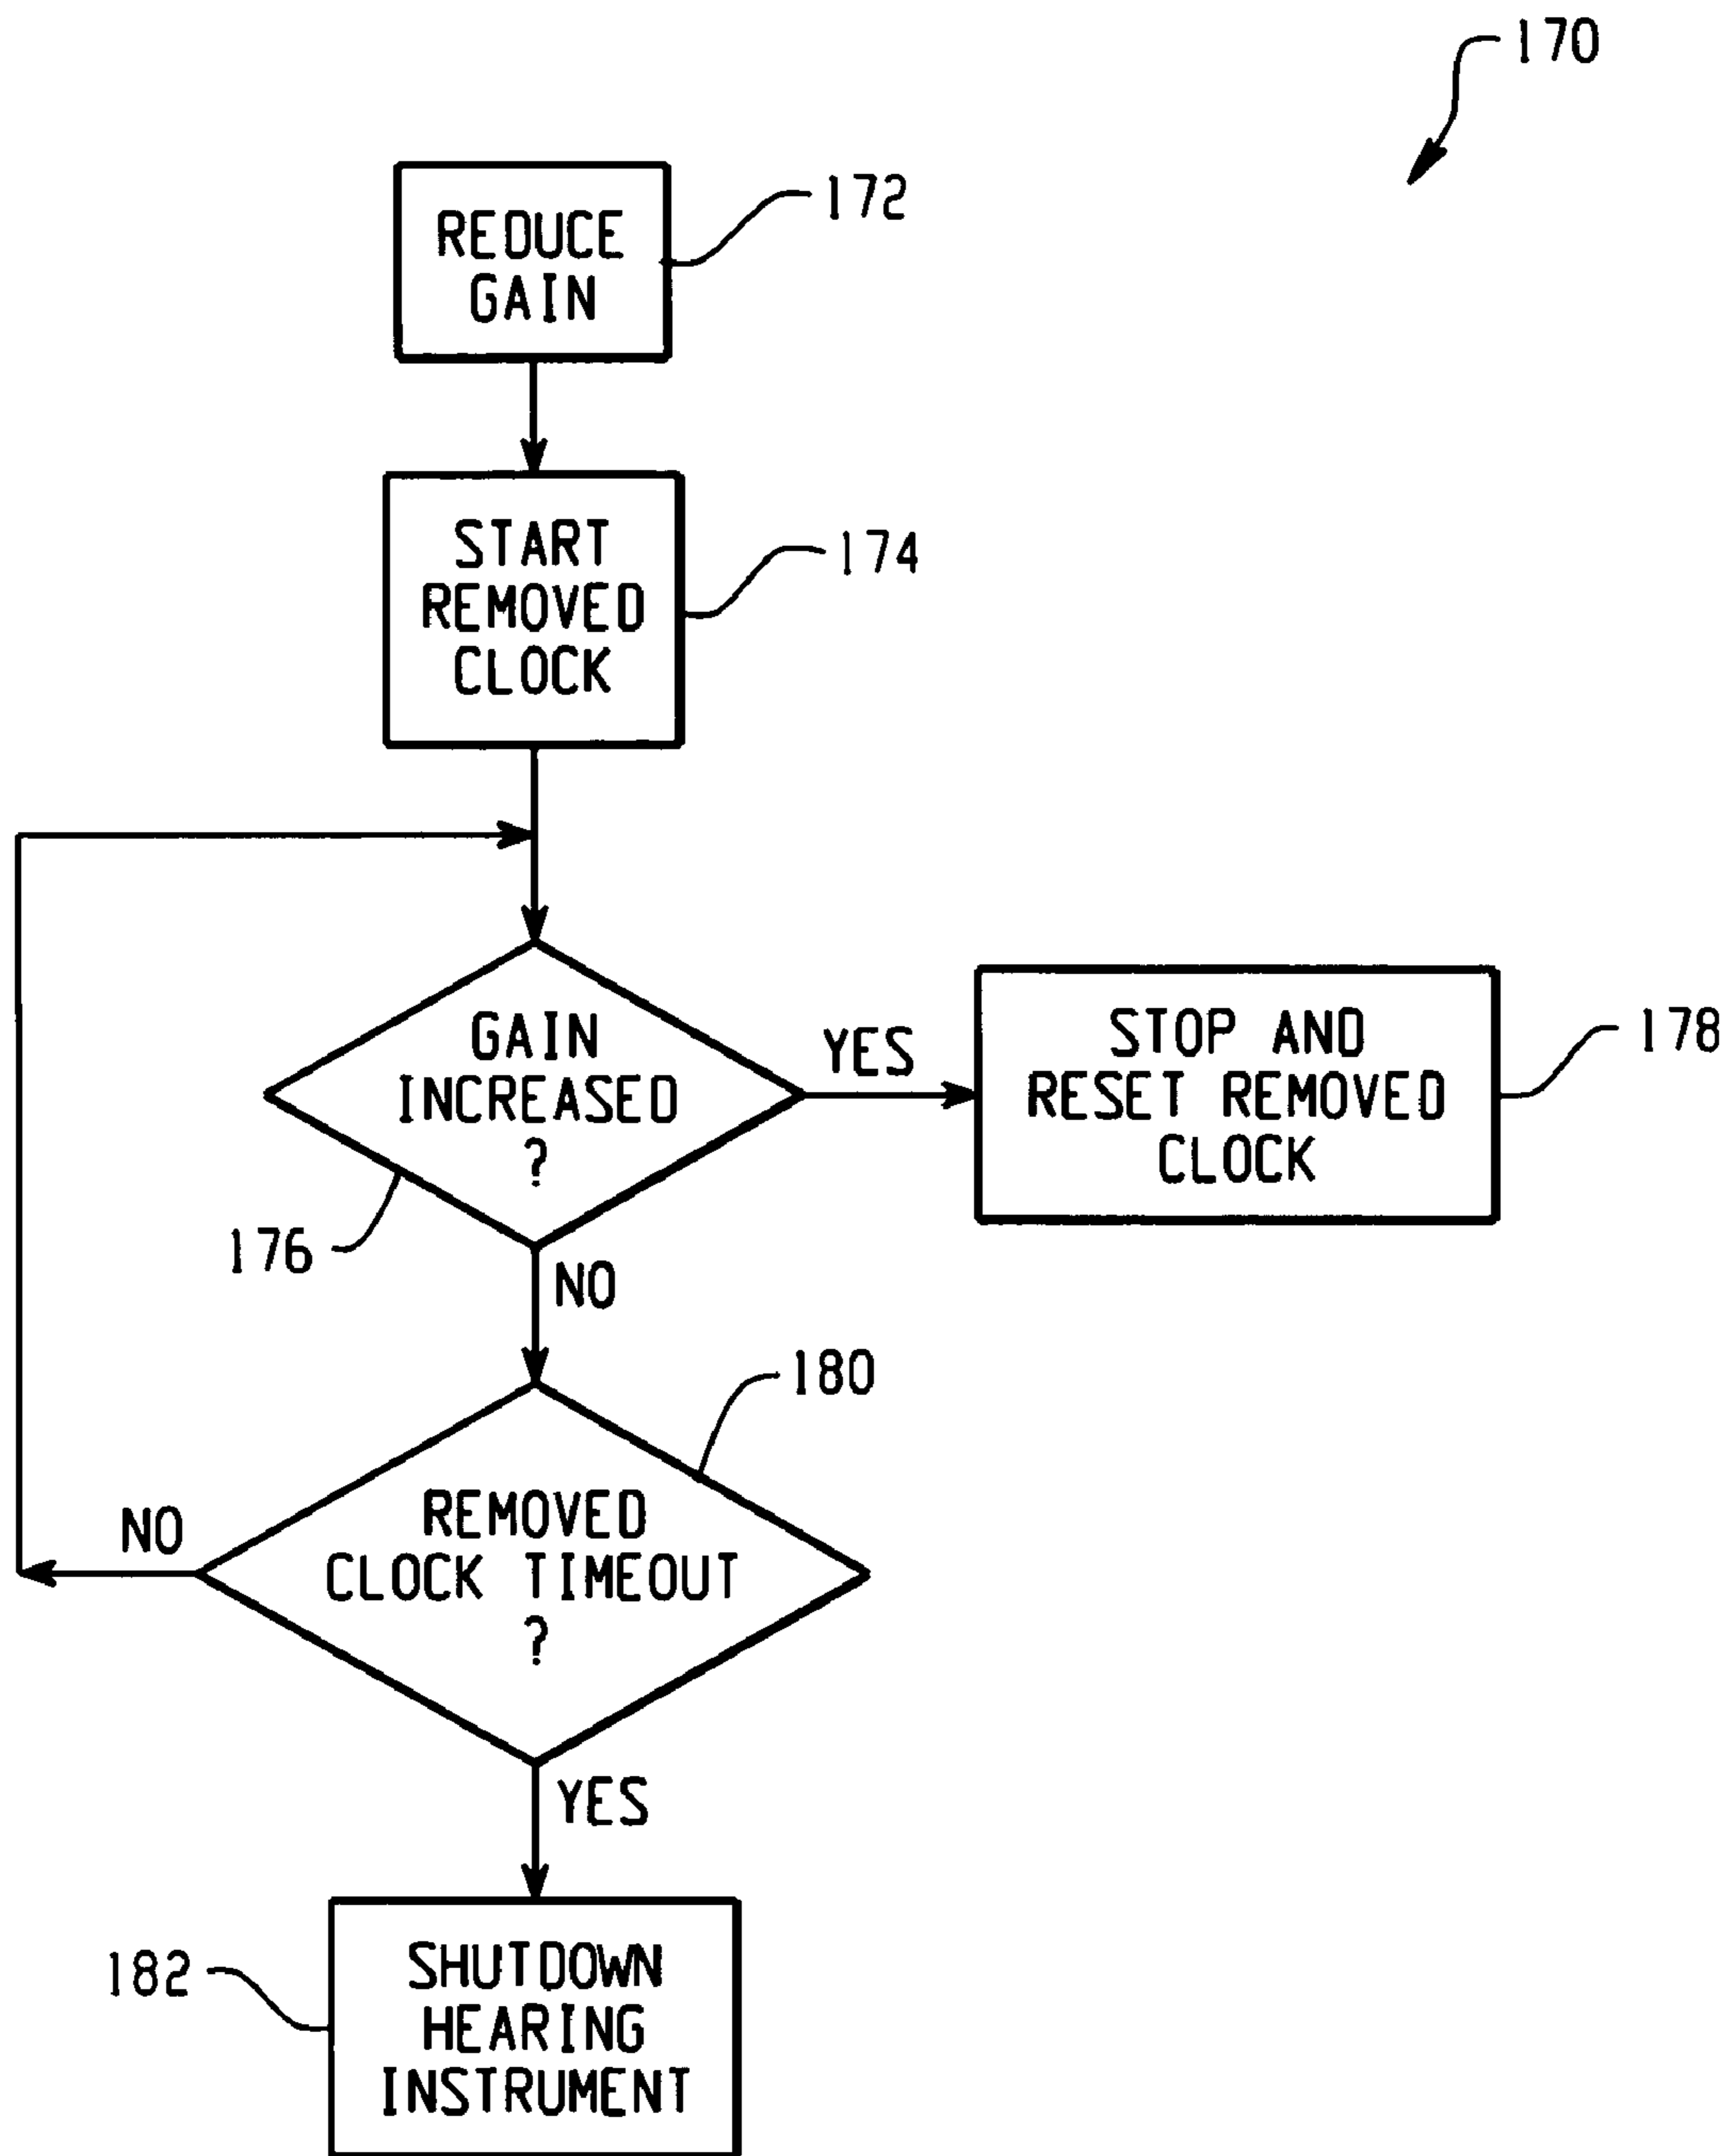 170
REDUCE
GAIN
172
START
REMOVED
CLOCK
174
GAIN
INCREASED
?
176
YES
STOP AND
RESET REMOVED
CLOCK
178
NO
180
REMOVED
CLOCK TIMEOUT
?
NO
YES
SHUTDOWN
HEARING
INSTRUMENT
182